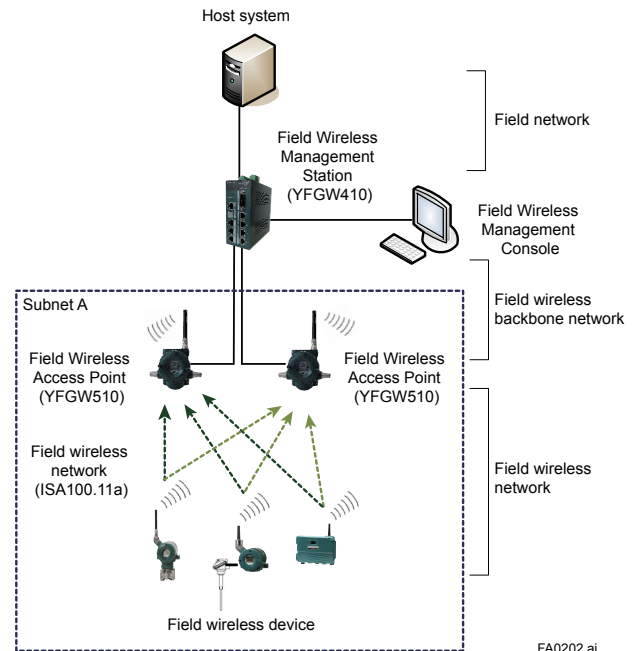 Host system
Field network
Field Wireless
Management
Station
(YFGW410)
Field Wireless
Management
Console
Field wireless
backbone network
Subnet A
Field Wireless
Access Point
(YFGW510)
Field Wireless
Access Point
(YFGW510)
Field wireless
network
(ISA100.11a)
Field wireless
network
Field wireless device
FA0202.ai